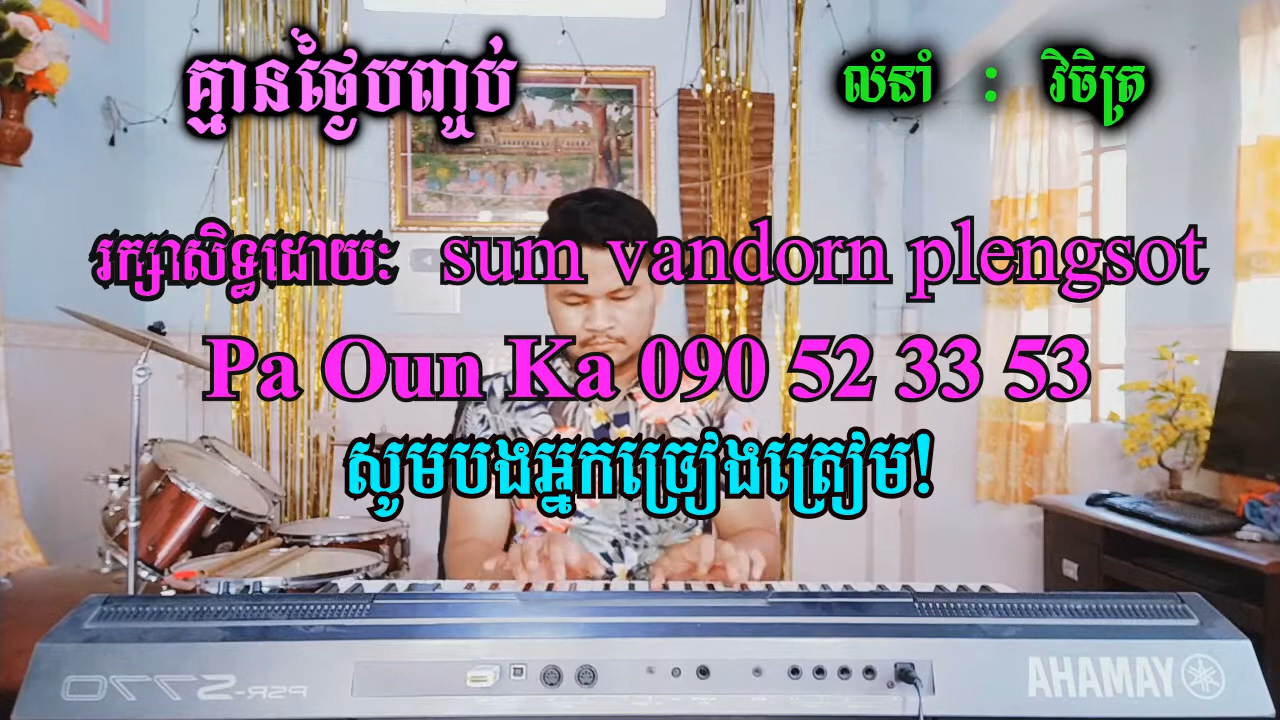 គ្មានថ្ងៃបញ្ចប់
លំនាំ : វិចិត្រ
រក្សាសិទ្ធដោយៈ sum vandorn plengsot
Pa Oun Ka 090 52 33 53
សូមបងអ្នកច្រៀងត្រៀម!
PSR-S770
YAMAHA